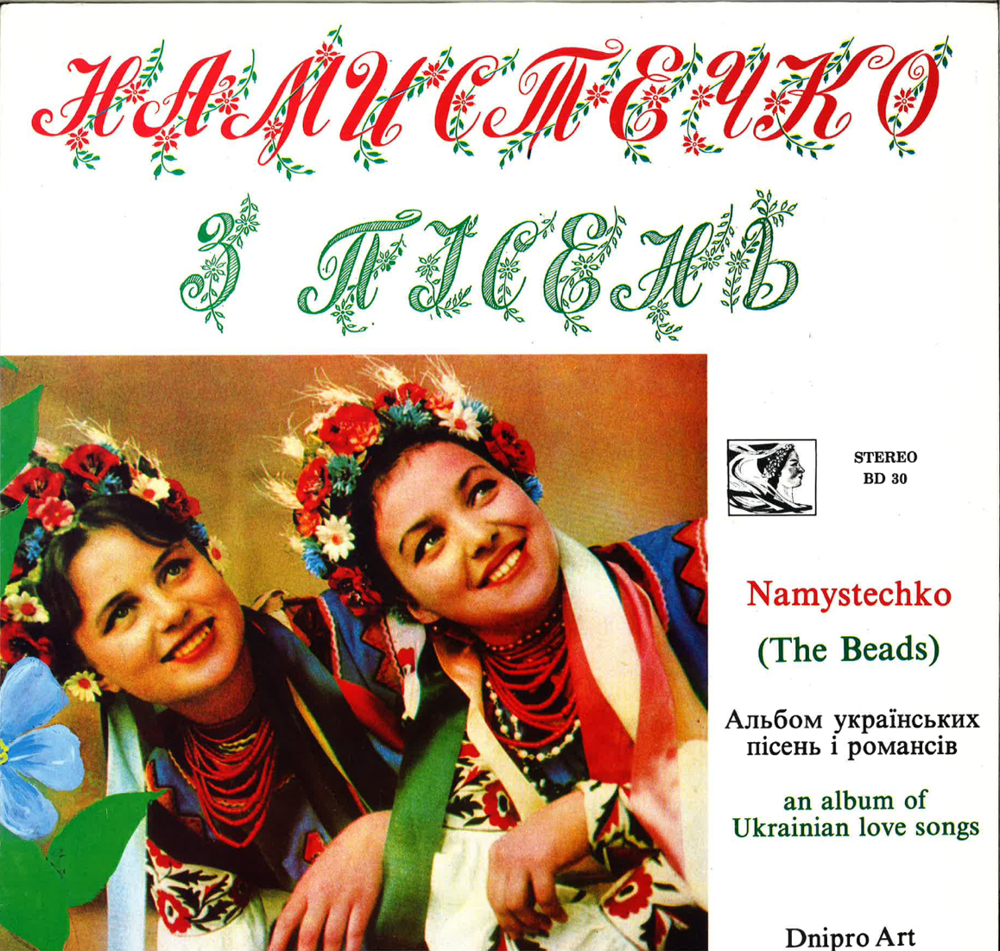 НАМИСТЕЧКО
З ПІСЕНЬ
STEREO
BD 30
Namystechko
(The Beads)
Альбом українських
пісень і романсів
an album of
Ukrainian love songs
Dnipro Art